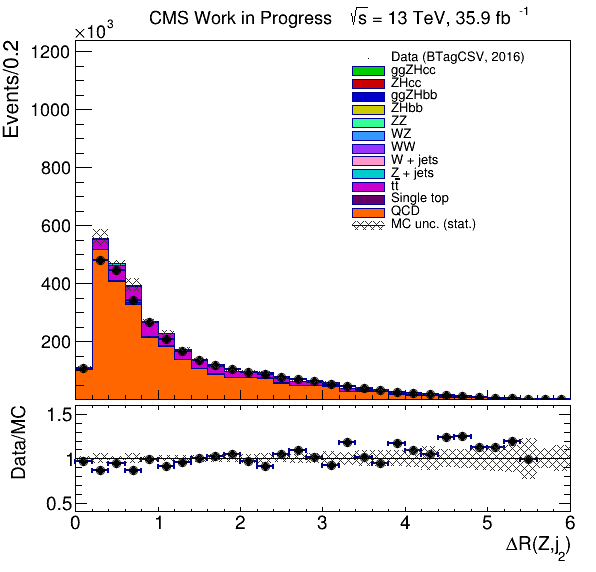 CMS Work in Progress √s = 13 TeV, 35.9 fb⁻¹
×10³
Events/0.2
1200
1000
800
600
400
200
Data (BTagCSV, 2016)
ggZHcc
ZHcc
ggZHbb
ZHbb
ZZ
WZ
WW
W + jets
Z + jets
tt̅
Single top
QCD
MC unc. (stat.)
Data/MC
1.5
1
0.5
0 1 2 3 4 5 6
ΔR(Z,j₂)